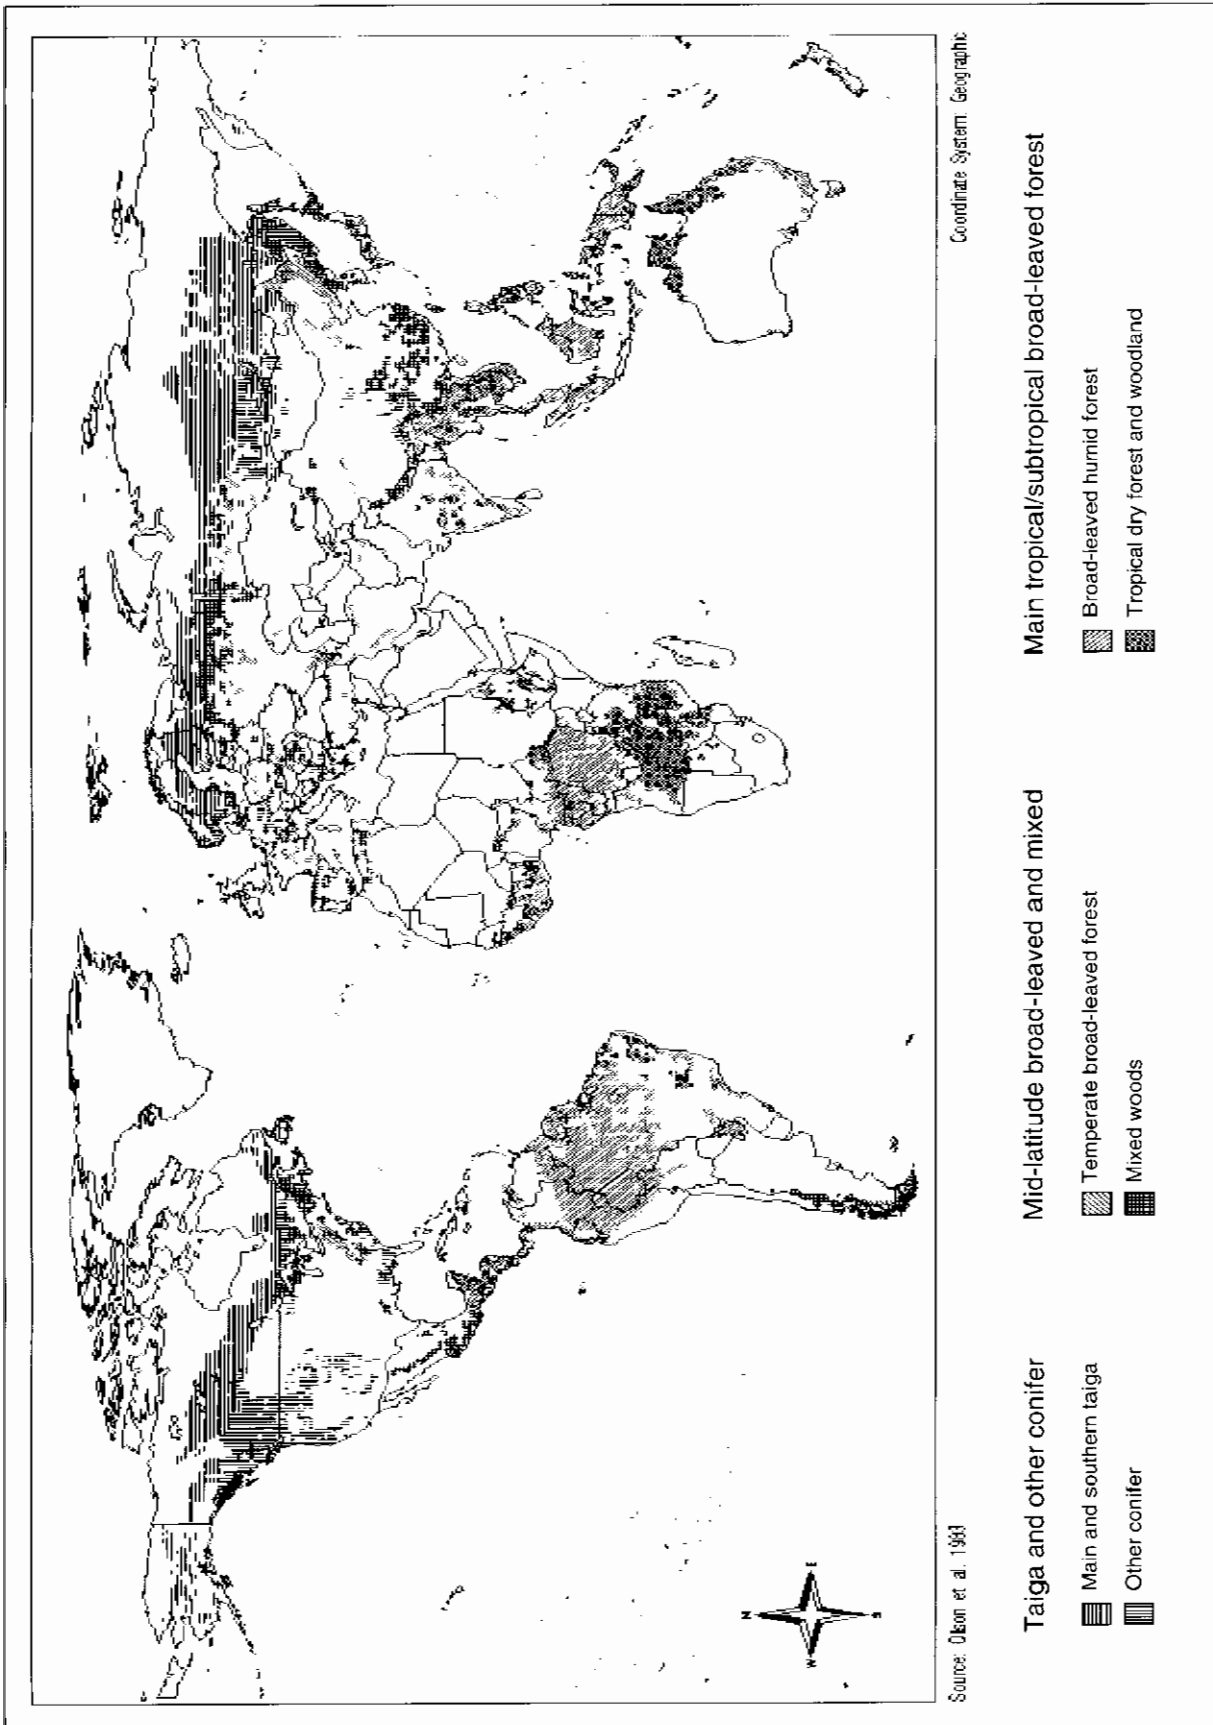 N
W
E
S
Source: Olson et al. 1983
Coordinate System: Geographic
Taiga and other conifer
Main and southern taiga
Other conifer
Mid-latitude broad-leaved and mixed
Temperate broad-leaved forest
Mixed woods
Main tropical/subtropical broad-leaved forest
Broad-leaved humid forest
Tropical dry forest and woodland